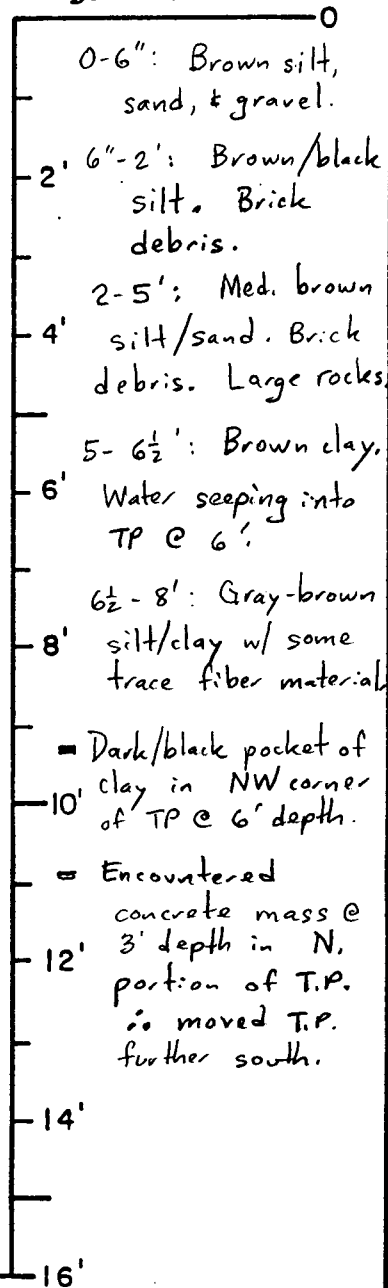 0
0-6": Brown silt,
sand, & gravel.
2' 6"-2': Brown/black
silt. Brick
debris.
2-5': Med. brown
4' silt/sand. Brick
debris. Large rocks.
5-6½': Brown clay.
6' Water seeping into
TP @ 6'.
6½-8': Gray-brown
8' silt/clay w/ some
trace fiber material
- Dark/black pocket of
clay in NW corner
10' of TP @ 6' depth.
- Encountered
concrete mass @
12' 3' depth in N.
portion of T.P.
∴ moved T.P.
further south.
14'
16'